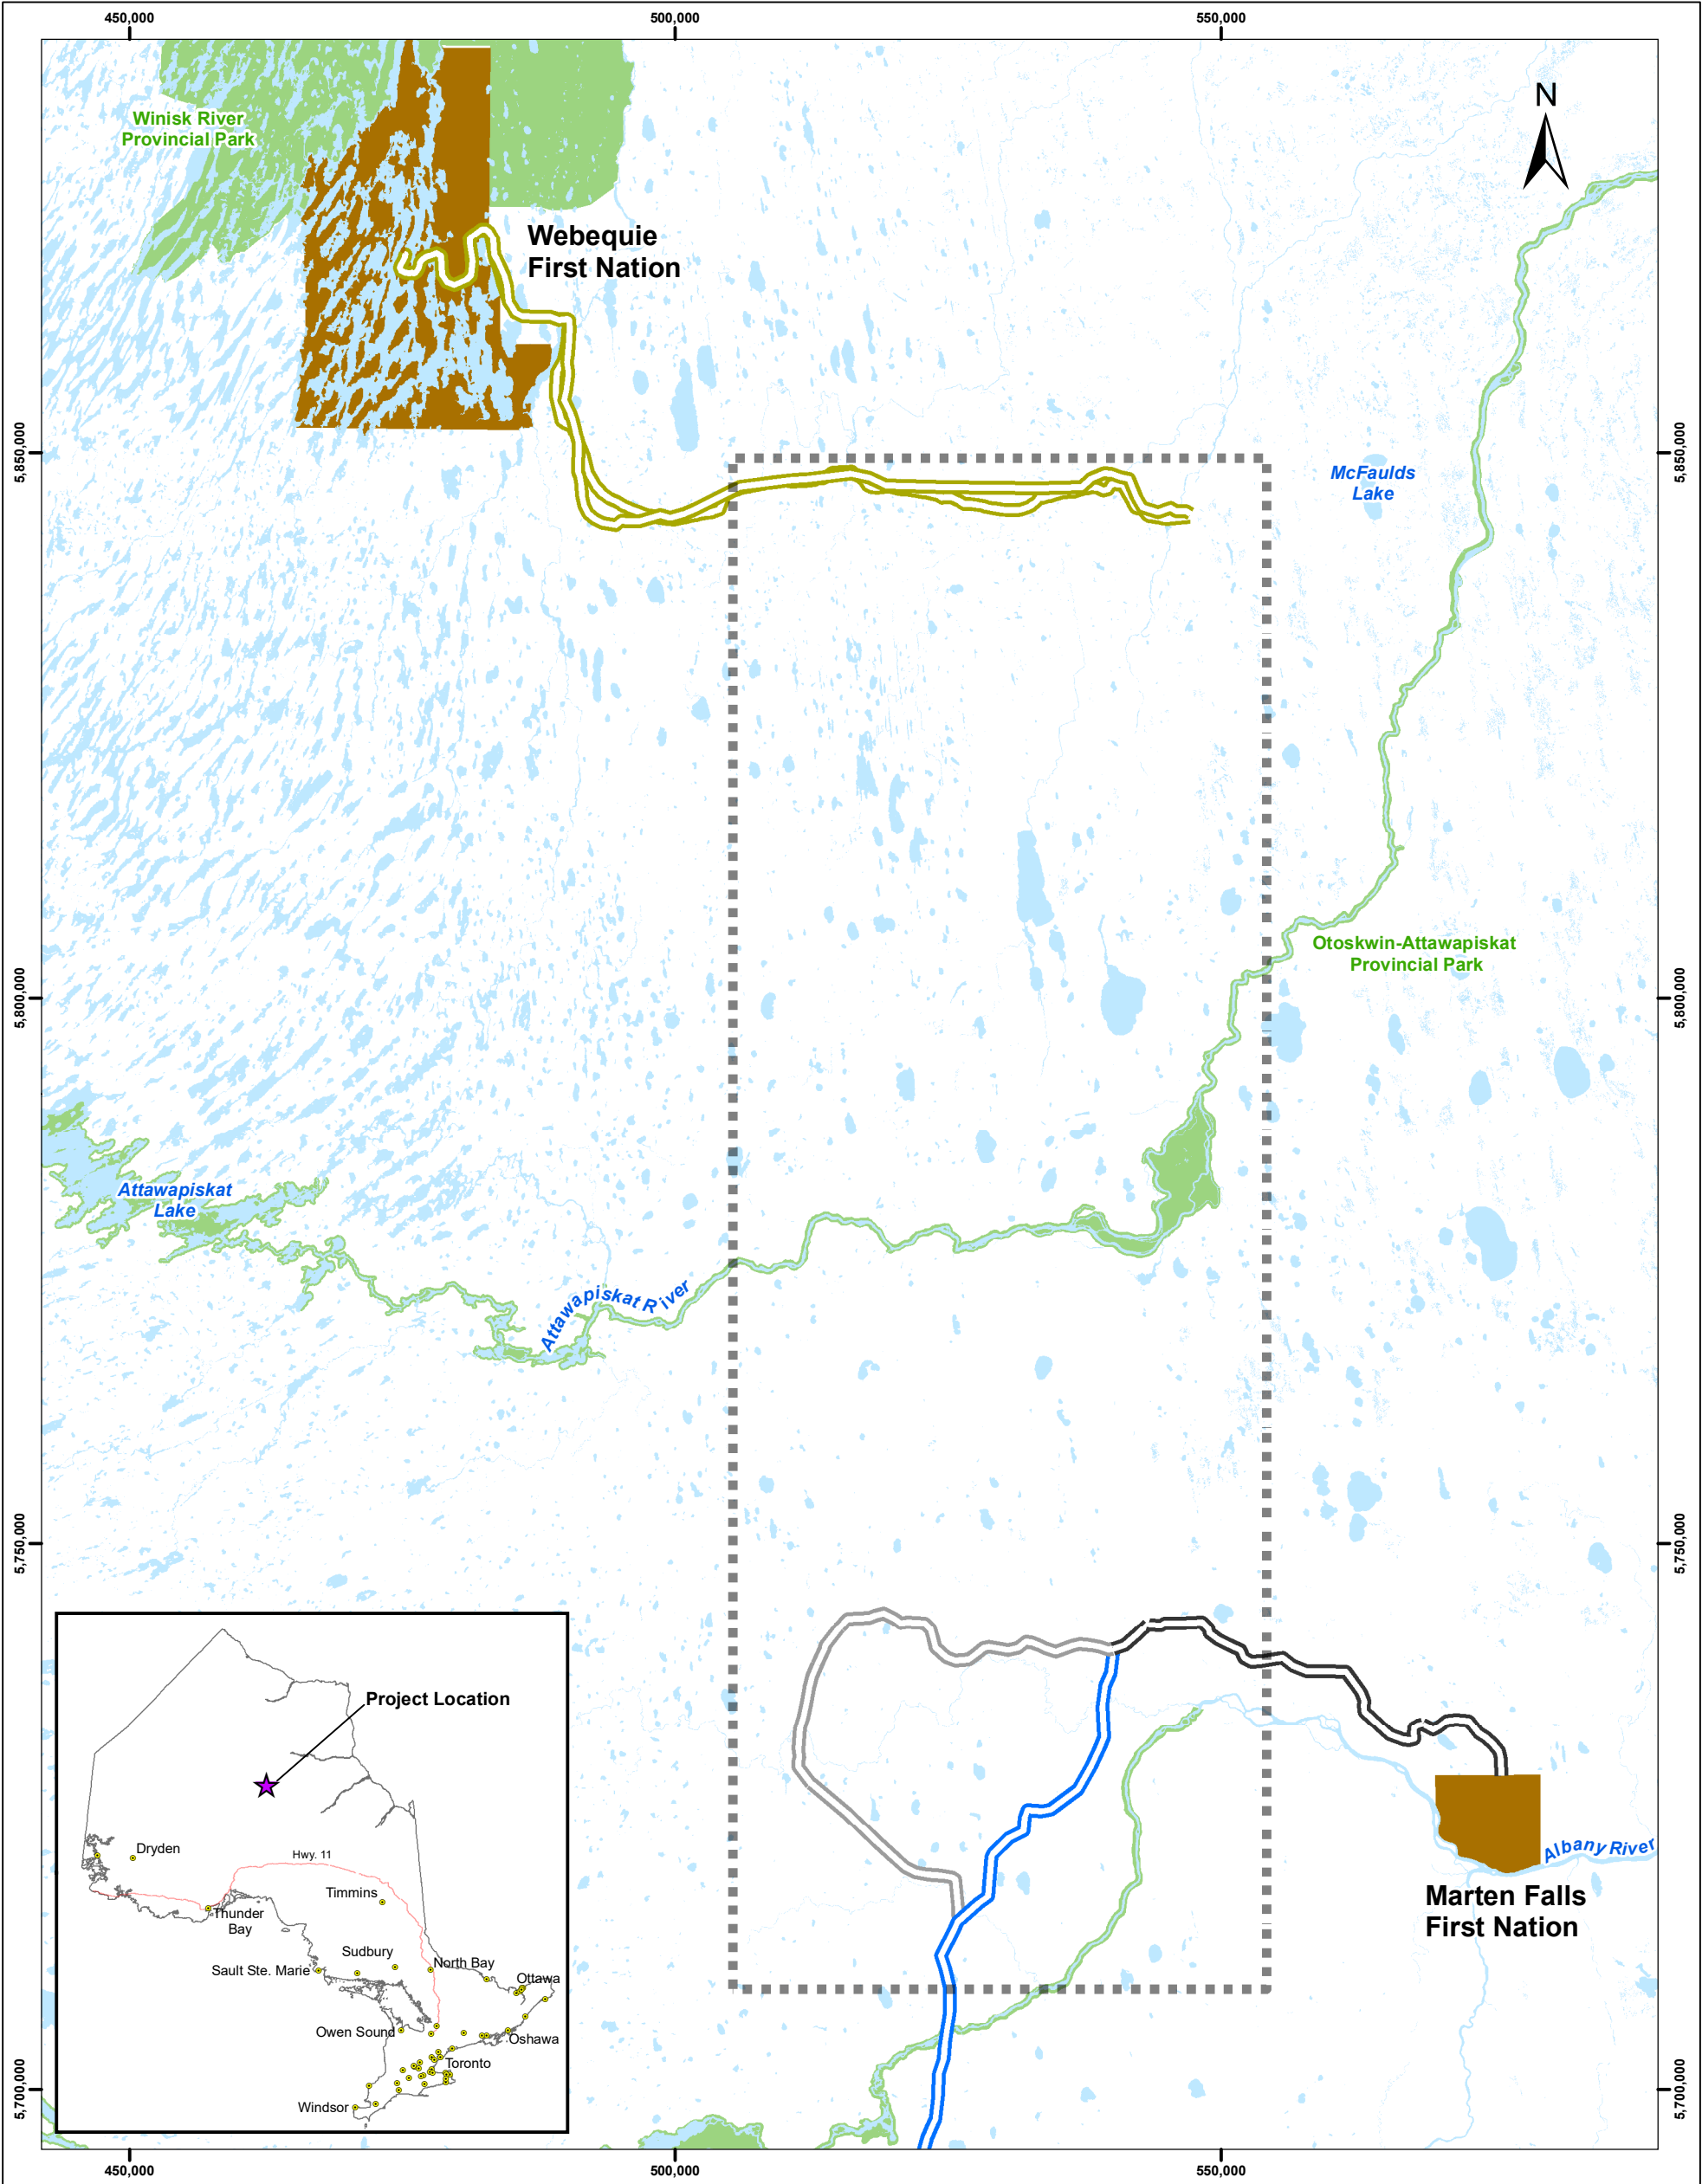 450,000
500,000
550,000
N
Winisk River
Provincial Park
Webequie
First Nation
5,850,000
5,850,000
McFaulds
Lake
Otoskwin-Attawapiskat
Provincial Park
5,800,000
5,800,000
Attawapiskat
Lake
Attawapiskat River
5,750,000
5,750,000
Project Location
Dryden
Hwy. 11
Timmins
Thunder
Bay
Sudbury
North Bay
Sault Ste. Marie
Ottawa
Owen Sound
Oshawa
Toronto
Windsor
Albany River
Marten Falls
First Nation
5,700,000
5,700,000
450,000
500,000
550,000